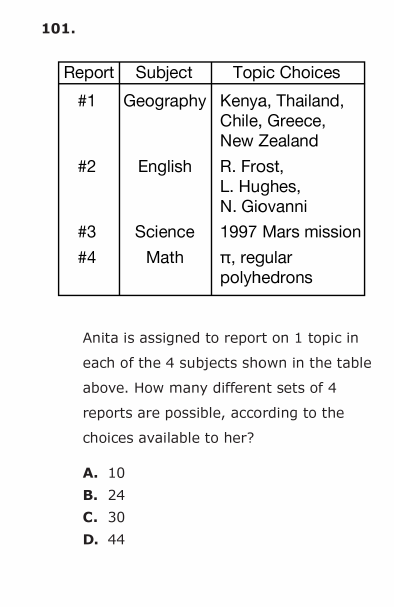 101.
Report Subject Topic Choices
#1 Geography Kenya, Thailand,
Chile, Greece,
New Zealand
#2 English R. Frost,
L. Hughes,
N. Giovanni
#3 Science 1997 Mars mission
#4 Math π, regular
polyhedrons
Anita is assigned to report on 1 topic in
each of the 4 subjects shown in the table
above. How many different sets of 4
reports are possible, according to the
choices available to her?
A. 10
B. 24
C. 30
D. 44